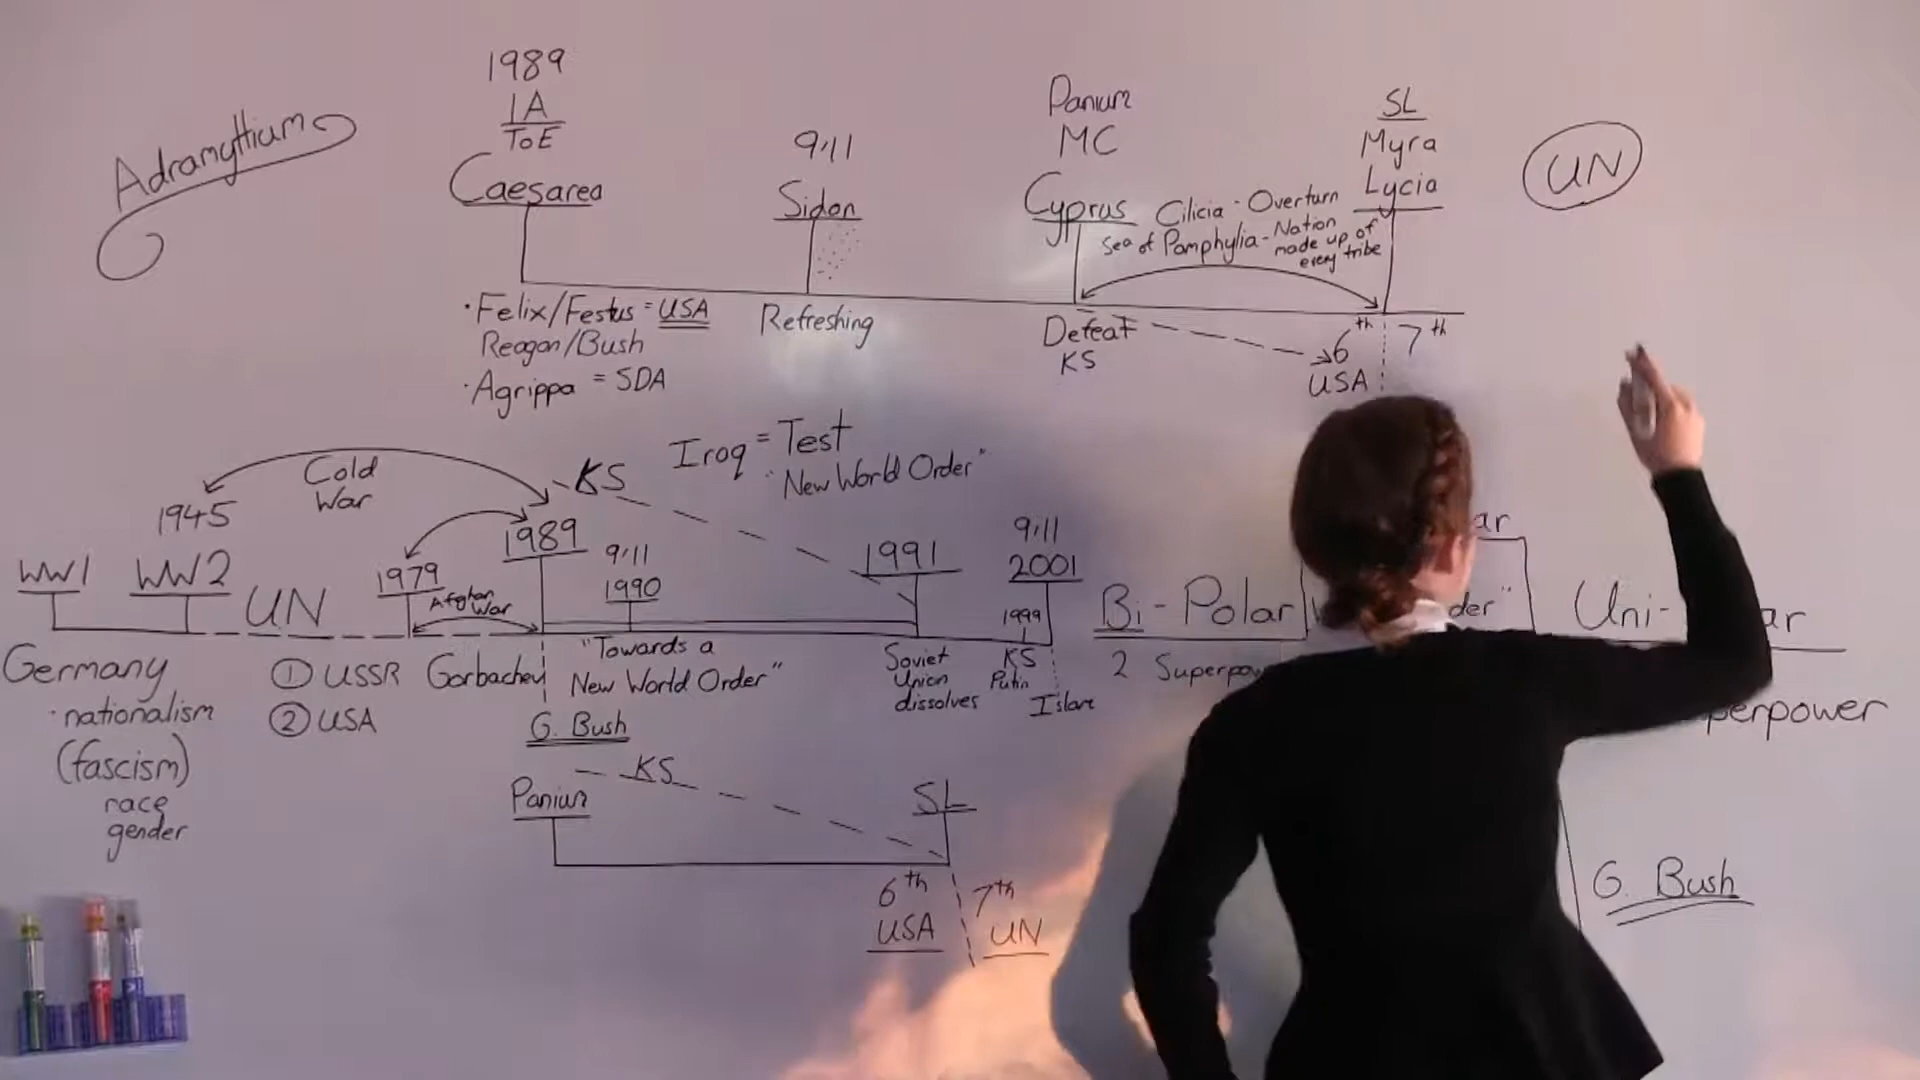 Adramyttium
1989
1A
ToE
Caesarea
9/11
Sidon
Panium
MC
Cyprus
Cilicia - Overturn
Sea of Pamphylia - Nation
made up of
every tribe
SL
Myra
Lycia
UN
· Felix/Festus = USA
Reagan/Bush
· Agrippa = SDA
Refreshing
Defeat
KS
6th
USA
7th
Cold
War
KS
Iraq = Test
"New World Order"
WW1
1945
WW2
UN
1979
Afghan
War
1989
9/11
1990
1991
9/11
2001
1999
Germany
· nationalism
(fascism)
race
gender
① USSR
② USA
Gorbachev
"Towards a
New World Order"
G. Bush
Soviet
Union
dissolves
KS
Putin
Islam
Bi-Polar
2
Uni-
G. Bush
Panium
KS
SL
6th
USA
7th
UN